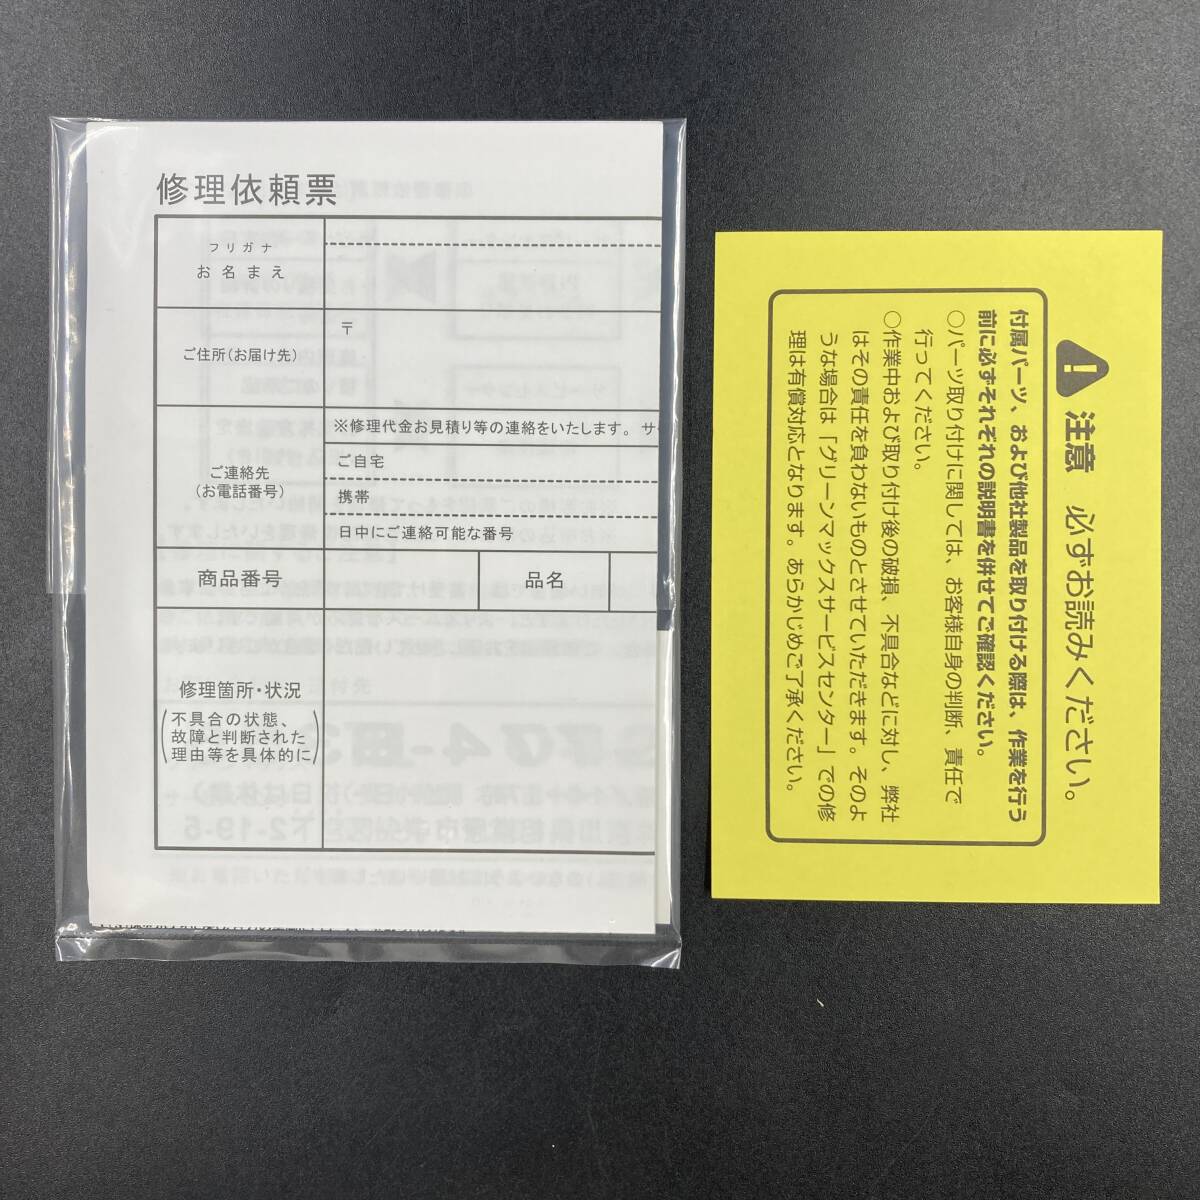 修理依頼票
フリガナ
お名まえ
〒
ご住所(お届け先)
※修理代金お見積り等の連絡をいたします。サ
ご連絡先
(お電話番号)
ご自宅
携帯
日中にご連絡可能な番号
商品番号
品名
修理箇所・状況
(不具合の状態、
故障と判断された
理由等を具体的に)
注意 必ずお読みください。
付属パーツ、および他社製品を取り付ける際は、作業を行う
前に必ずそれぞれの説明書を併せてご確認ください。
○パーツ取り付けに関しては、お客様自身の判断、責任で
行ってください。
○作業中および取り付け後の破損、不具合などに対し、弊社
はその責任を負わないものとさせていただきます。そのよ
うな場合は「グリーンマックスサービスセンター」での修
理は有償対応となります。あらかじめご了承ください。